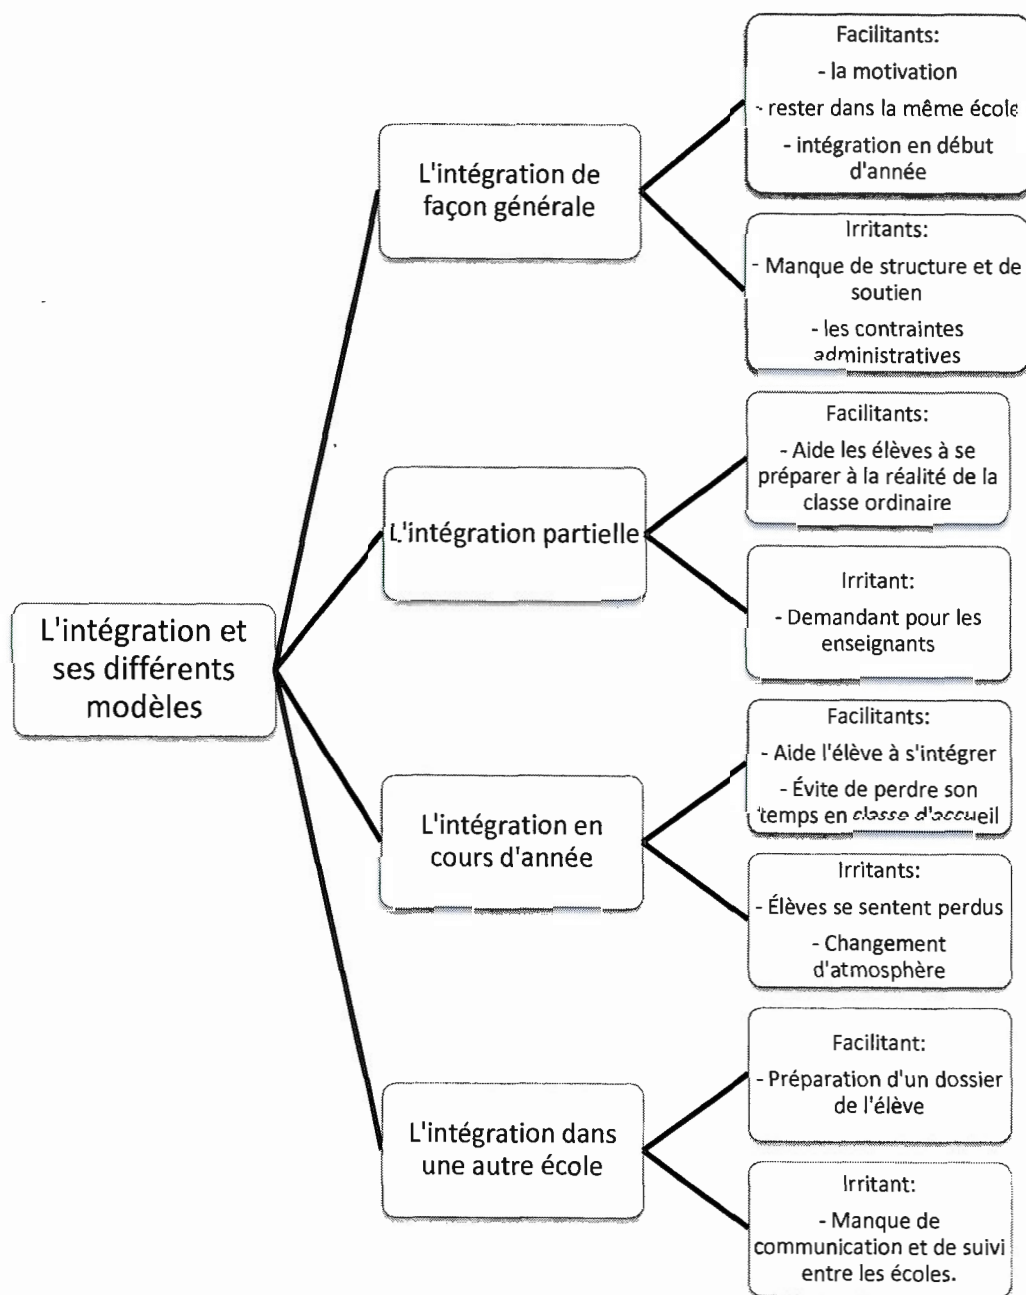 L'intégration et
ses différents
modèles
L'intégration de
façon générale
Facilitants:
- la motivation
- rester dans la même école
- intégration en début
d'année
Irritants:
- Manque de structure et de
soutien
- les contraintes
administratives
L'intégration partielle
Facilitants:
- Aide les élèves à se
préparer à la réalité de la
classe ordinaire
Irritant:
- Demandant pour les
enseignants
L'intégration en
cours d'année
Facilitants:
- Aide l'élève à s'intégrer
- Évite de perdre son
temps en classe d'accueil
Irritants:
- Élèves se sentent perdus
- Changement
d'atmosphère
L'intégration dans
une autre école
Facilitant:
- Préparation d'un dossier
de l'élève
Irritant:
- Manque de
communication et de suivi
entre les écoles.